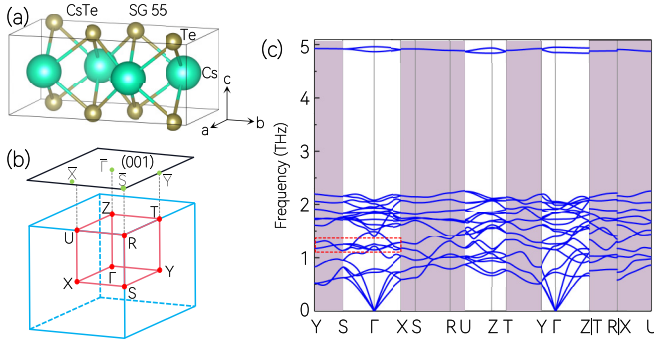 (a)
CsTe
SG 55
Te
Cs
c
a
b
(b)
(001)
X̅
Γ̅
S̅
Y̅
Z
T
U
R
X
Γ
Y
S
(c)
Frequency (THz)
5
4
3
2
1
0
Y S Γ X S R U Z T Y Γ Z|T R|X U